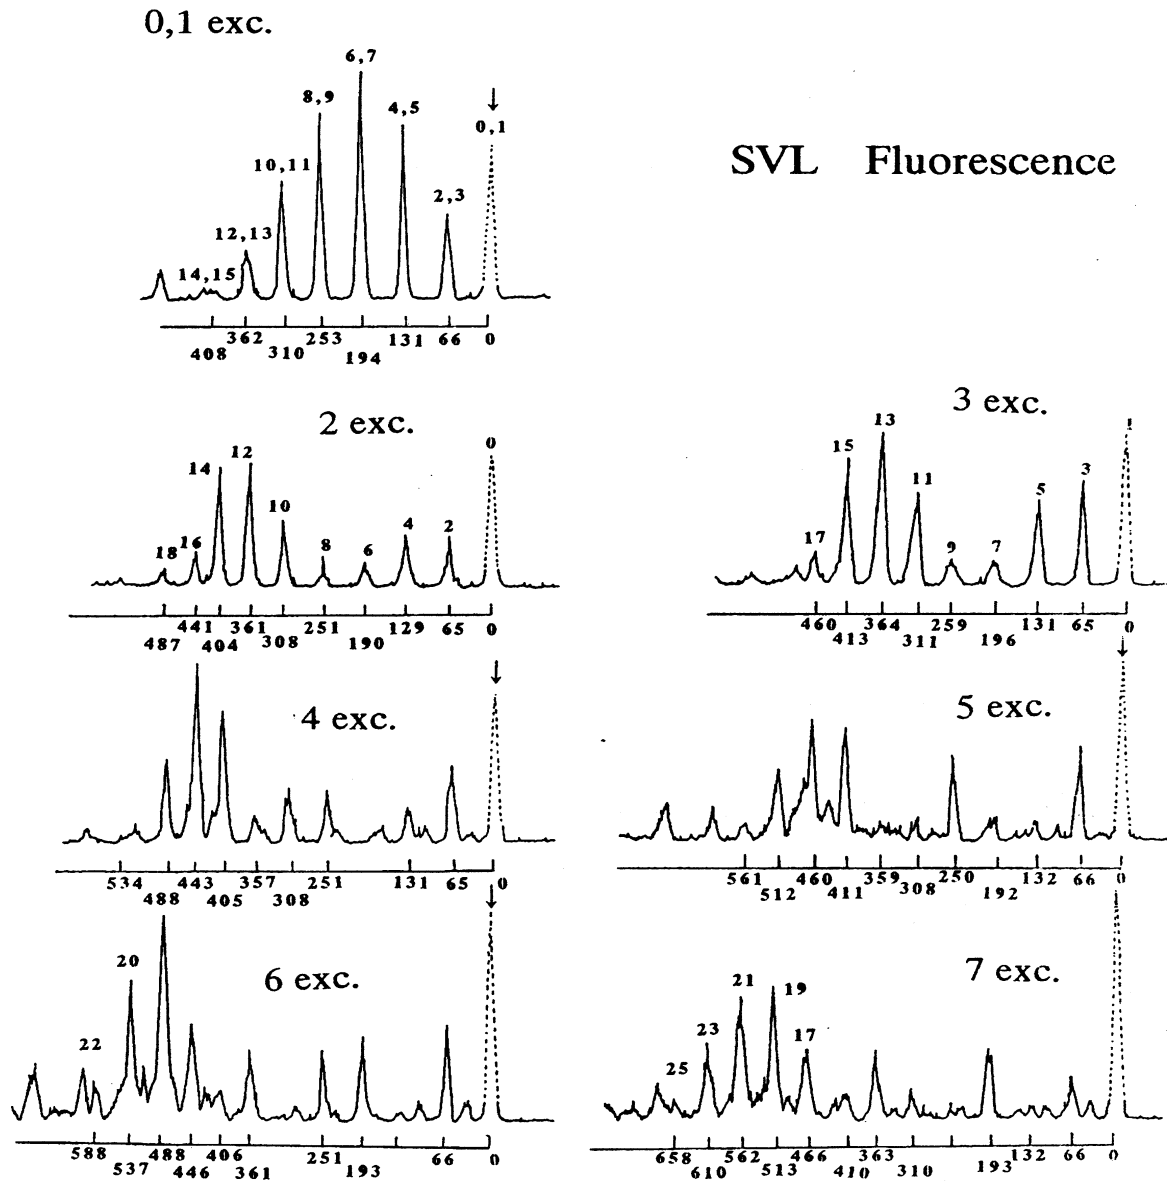 0,1 exc.
6,7
8,9
4,5
0,1
10,11
2,3
12,13
14,15
362 253 131 66 0
408 310 194
SVL Fluorescence
2 exc.
0
12
14
10
4 2
18 16 8 6
441 361 251 129 65 0
487 404 308 190
3 exc.
1
13
15
11 5 3
17 9 7
460 364 259 131 65 0
413 311 196
4 exc.
534 443 357 251 131 65 0
488 405 308
5 exc.
561 460 359 250 132 66 0
512 411 308 192
6 exc.
20
22
588 488 406 251 66 0
537 446 361 193
7 exc.
21 19
23 17
25
658 562 466 363 132 66 0
610 513 410 310 193